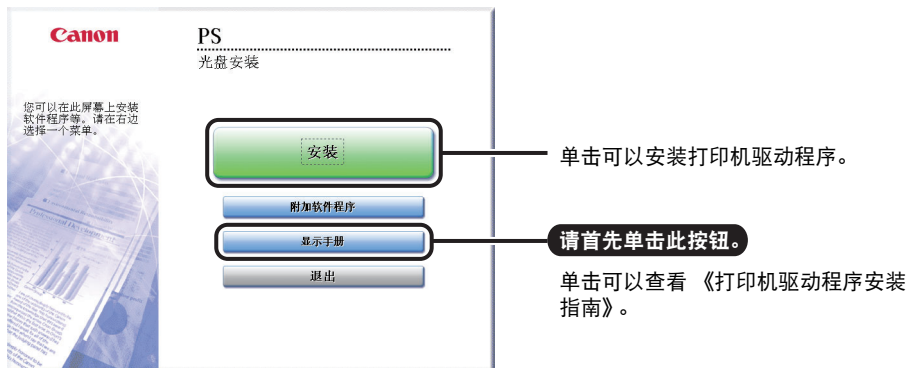 Canon
PS
光盘安装
您可以在此屏幕上安装
软件程序等。请在右边
选择一个菜单。
安装
单击可以安装打印机驱动程序。
附加软件程序
显示手册
请首先单击此按钮。
退出
单击可以查看 《打印机驱动程序安装
指南》。